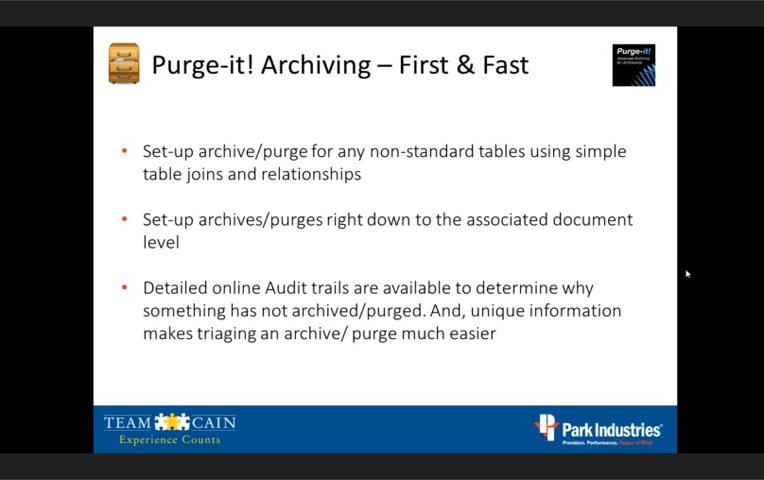 Purge-it! Archiving – First & Fast
Purge-it!
Advanced Archiving
for JD Edwards
• Set-up archive/purge for any non-standard tables using simple
table joins and relationships
• Set-up archives/purges right down to the associated document
level
• Detailed online Audit trails are available to determine why
something has not archived/purged. And, unique information
makes triaging an archive/ purge much easier
TEAM CAIN
Experience Counts
Park Industries®
Precision. Performance. Peace of Mind.